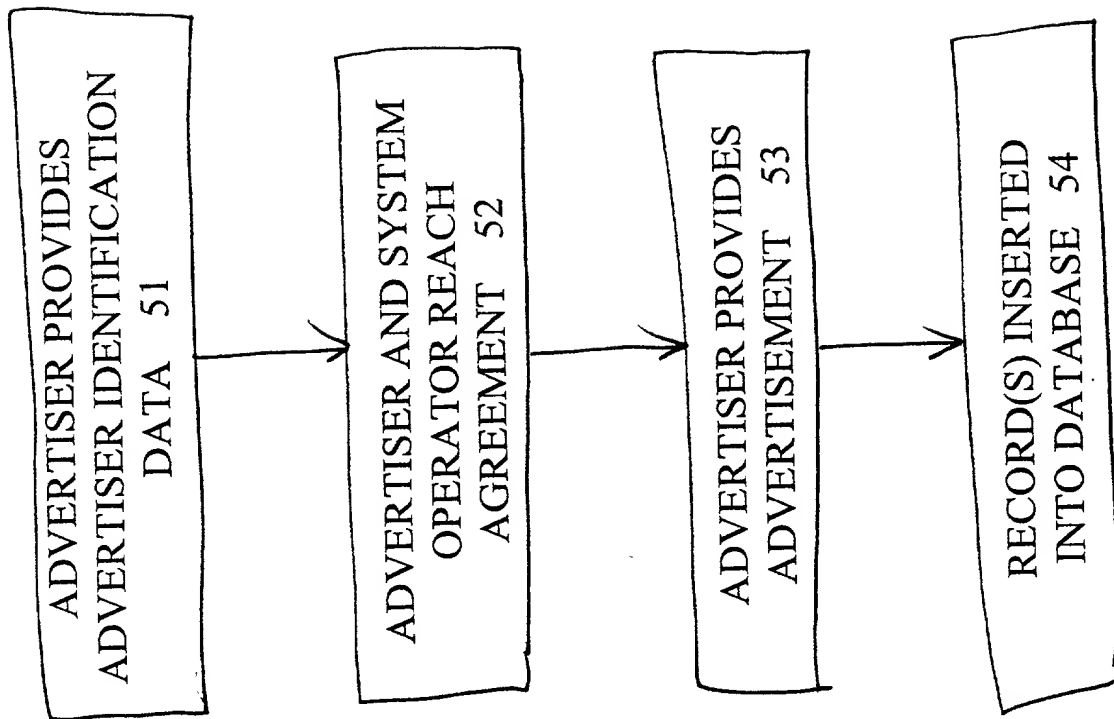 ADVERTISER PROVIDES
ADVERTISER IDENTIFICATION
DATA 51
ADVERTISER AND SYSTEM
OPERATOR REACH
AGREEMENT 52
ADVERTISER PROVIDES
ADVERTISEMENT 53
RECORD(S) INSERTED
INTO DATABASE 54